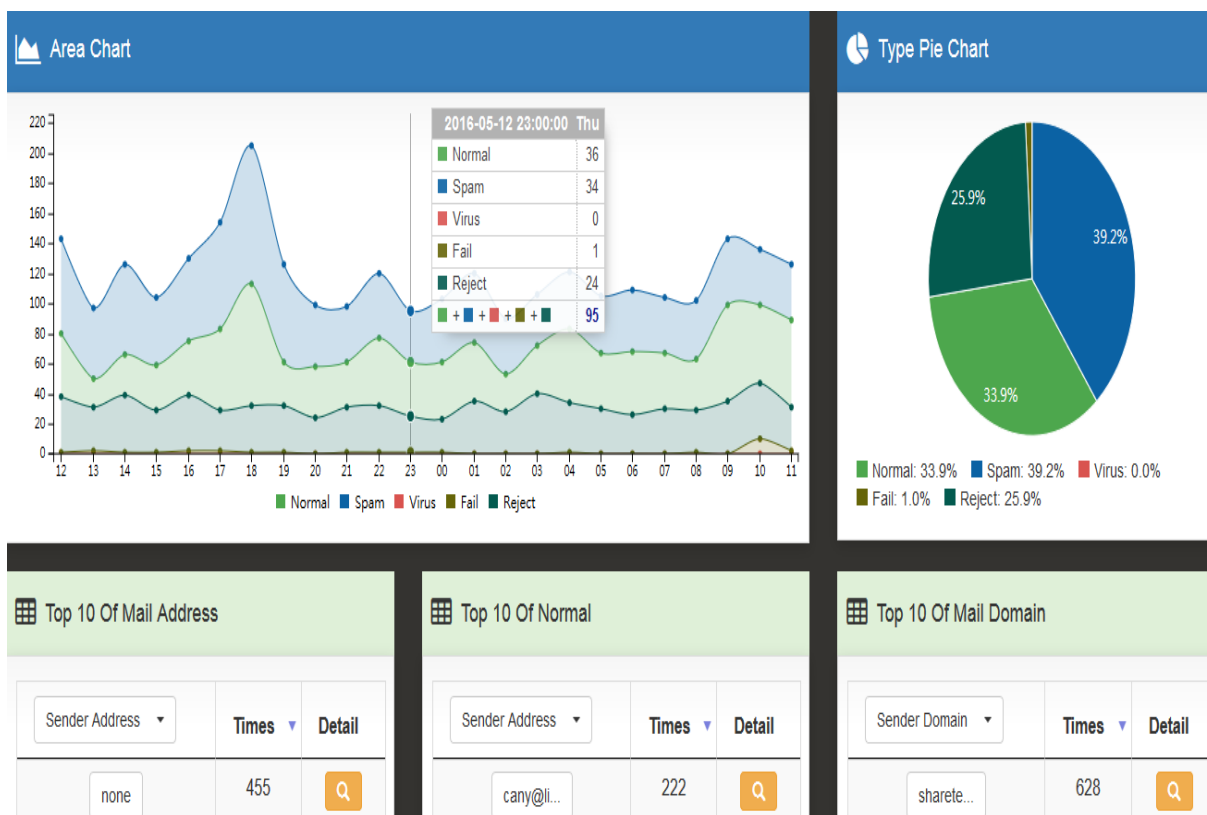 Area Chart
220
200
180
160
140
120
100
80
60
40
20
0
12 13 14 15 16 17 18 19 20 21 22 23 00 01 02 03 04 05 06 07 08 09 10 11
2016-05-12 23:00:00 Thu
Normal 36
Spam 34
Virus 0
Fail 1
Reject 24
+ + + + 95
Normal Spam Virus Fail Reject
Type Pie Chart
25.9%
39.2%
33.9%
Normal: 33.9% Spam: 39.2% Virus: 0.0%
Fail: 1.0% Reject: 25.9%
Top 10 Of Mail Address
Sender Address Times Detail
none 455
Top 10 Of Normal
Sender Address Times Detail
cany@li... 222
Top 10 Of Mail Domain
Sender Domain Times Detail
sharete... 628